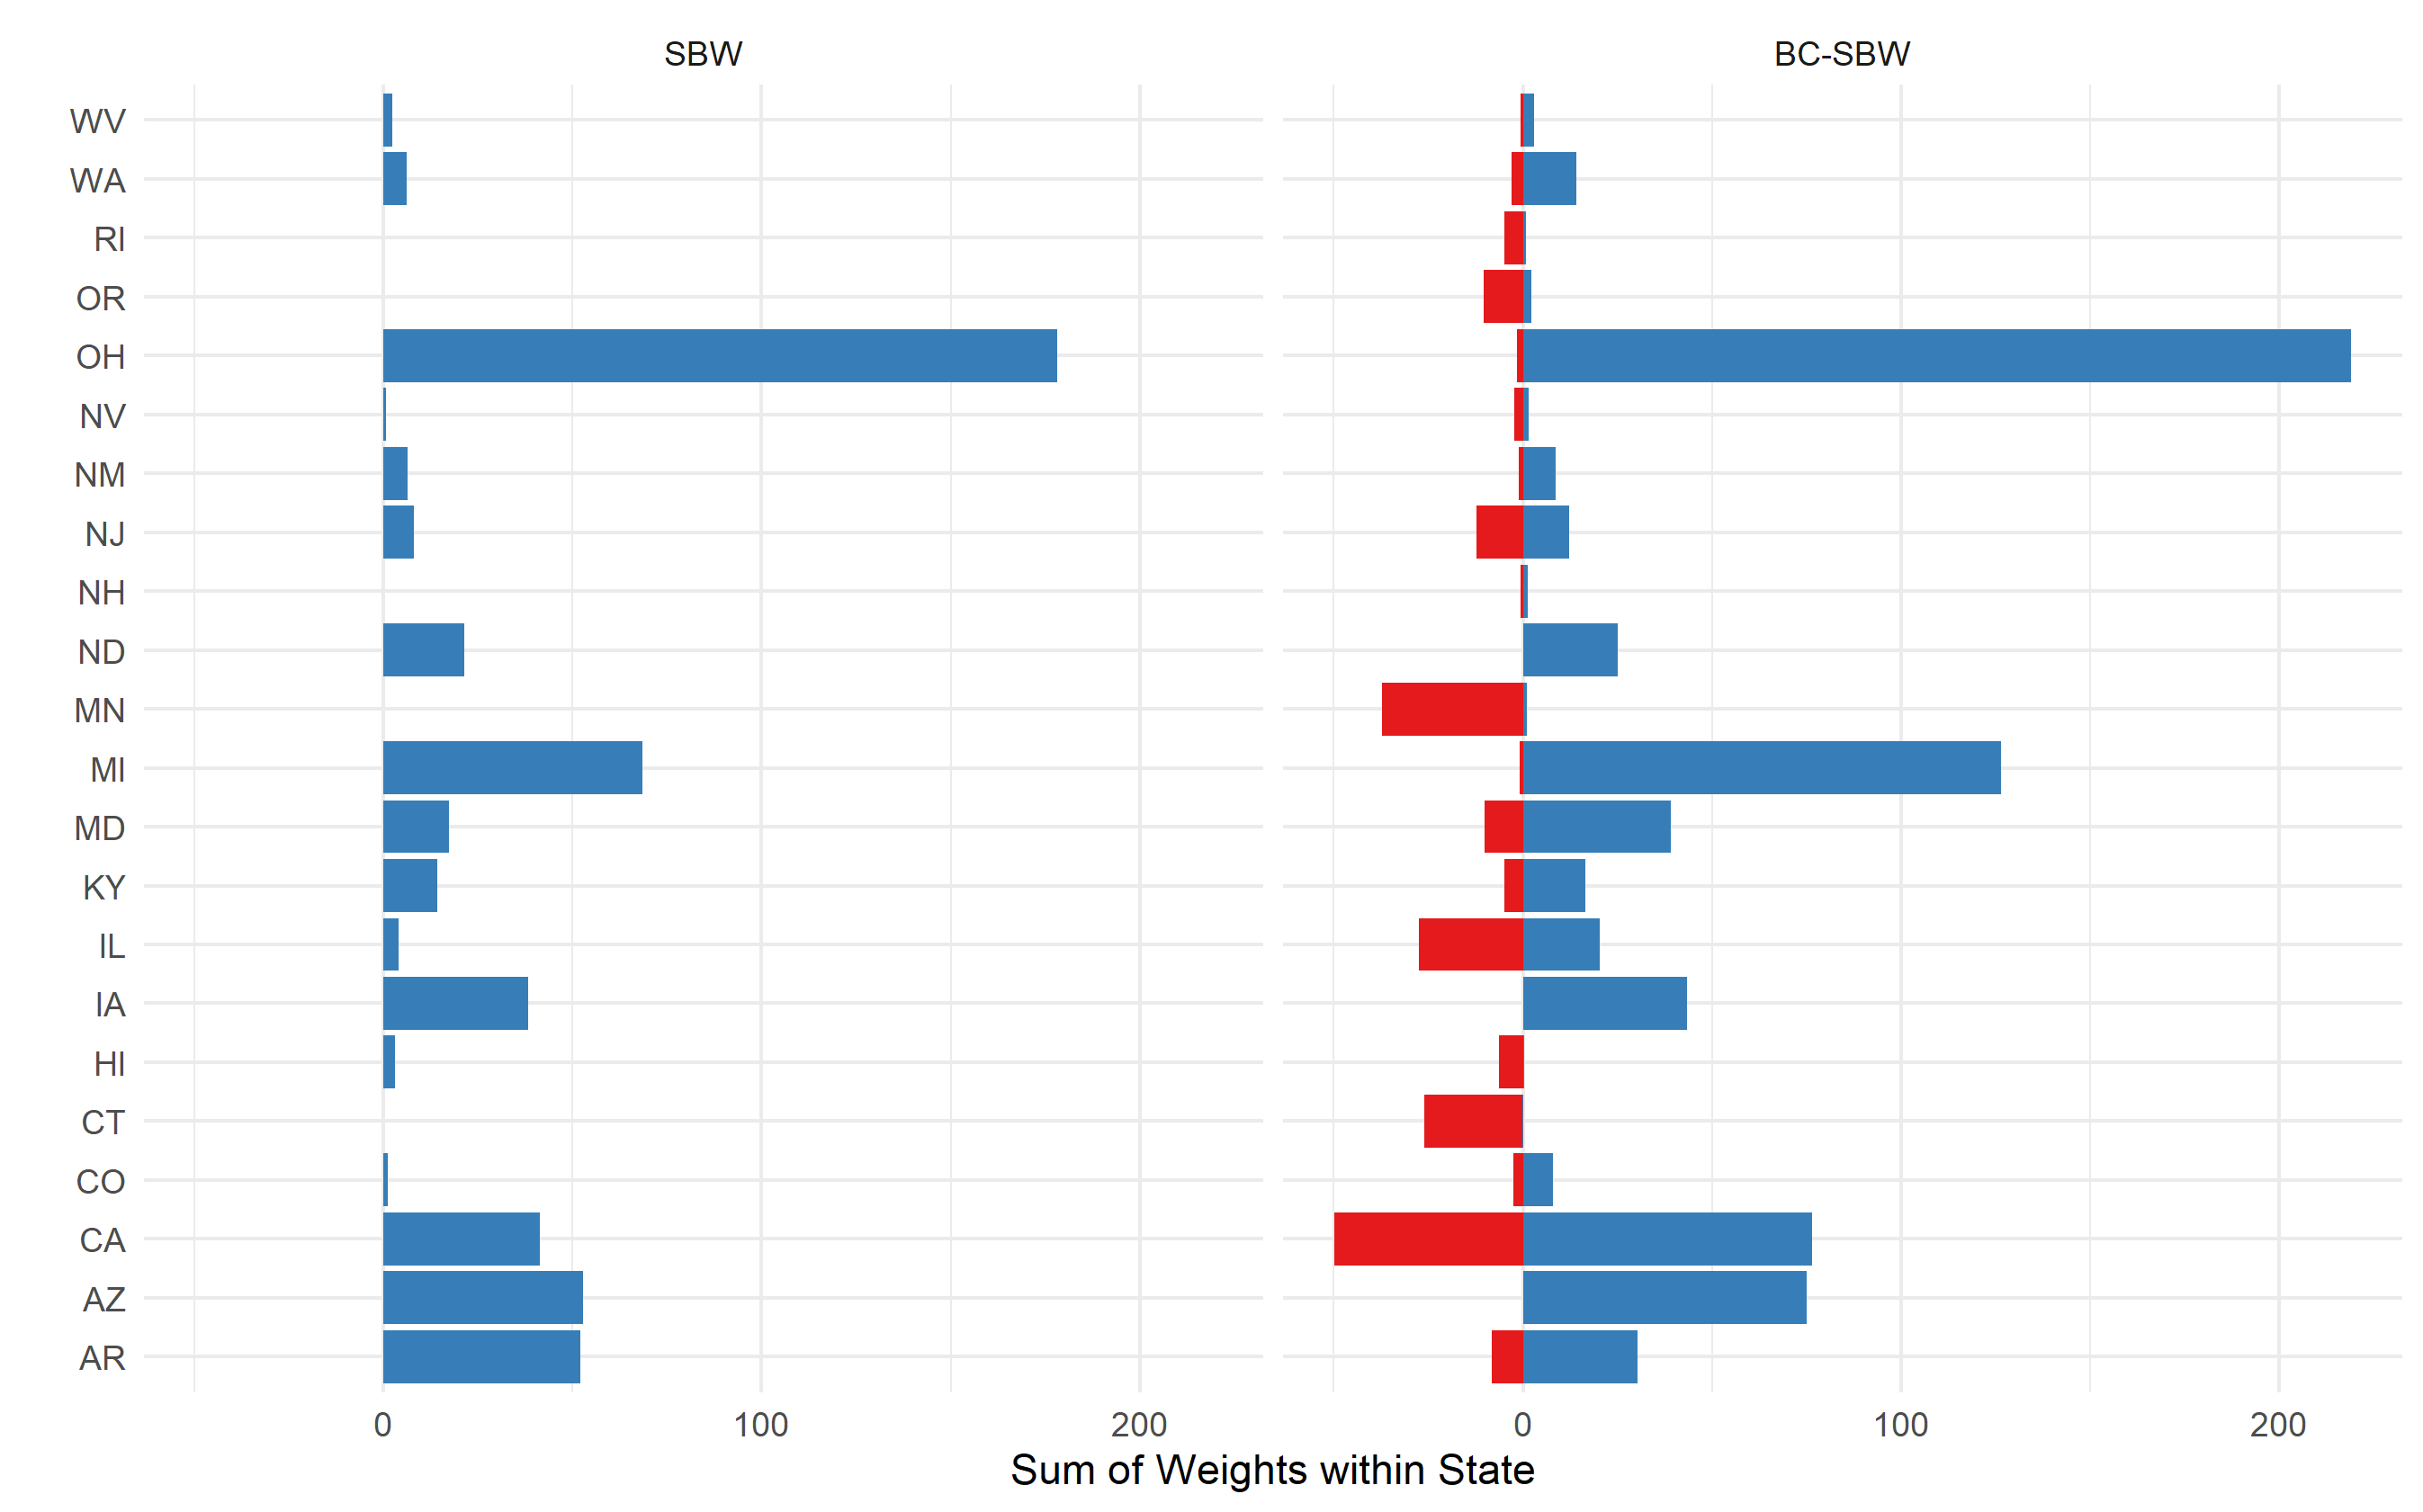 SBW BC-SBW
WV
WA
RI
OR
OH
NV
NM
NJ
NH
ND
MN
MI
MD
KY
IL
IA
HI
CT
CO
CA
AZ
AR
0 100 200 0 100 200
Sum of Weights within State